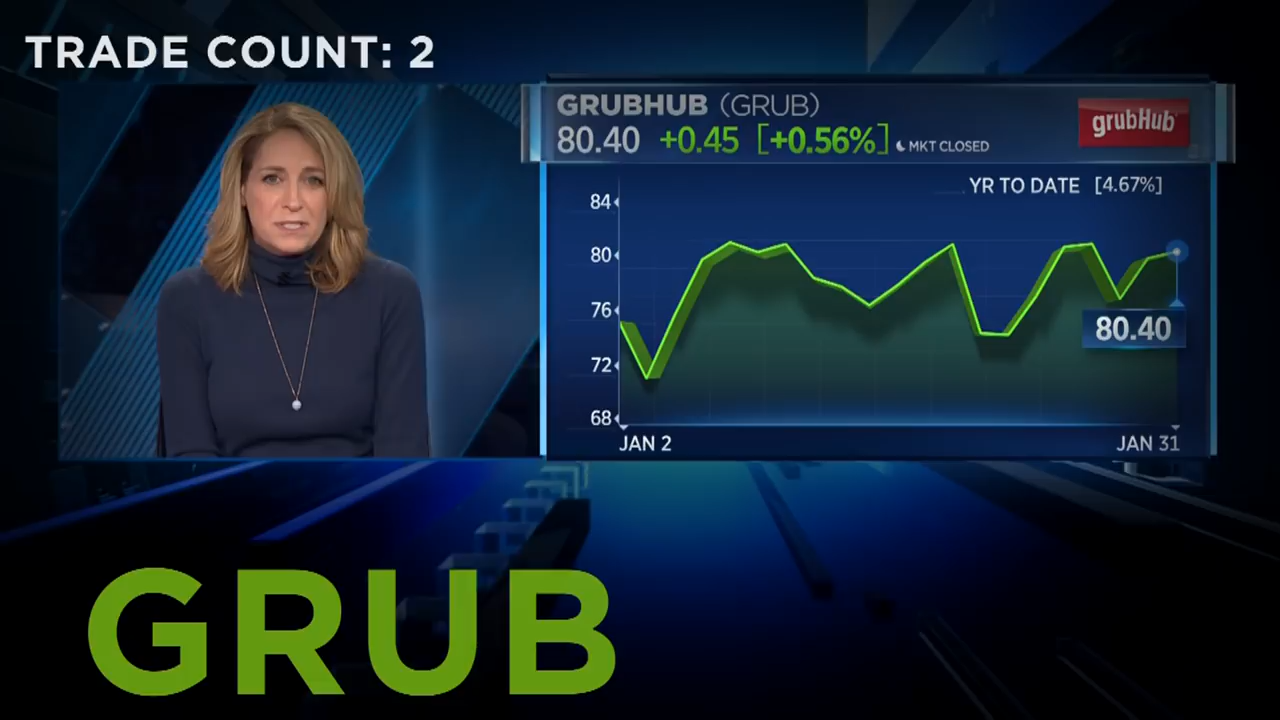 TRADE COUNT: 2
GRUBHUB (GRUB)
80.40 +0.45 [+0.56%] MKT CLOSED
grubHub
YR TO DATE [4.67%]
84
80
76
72
68
80.40
JAN 2 JAN 31
GRUB